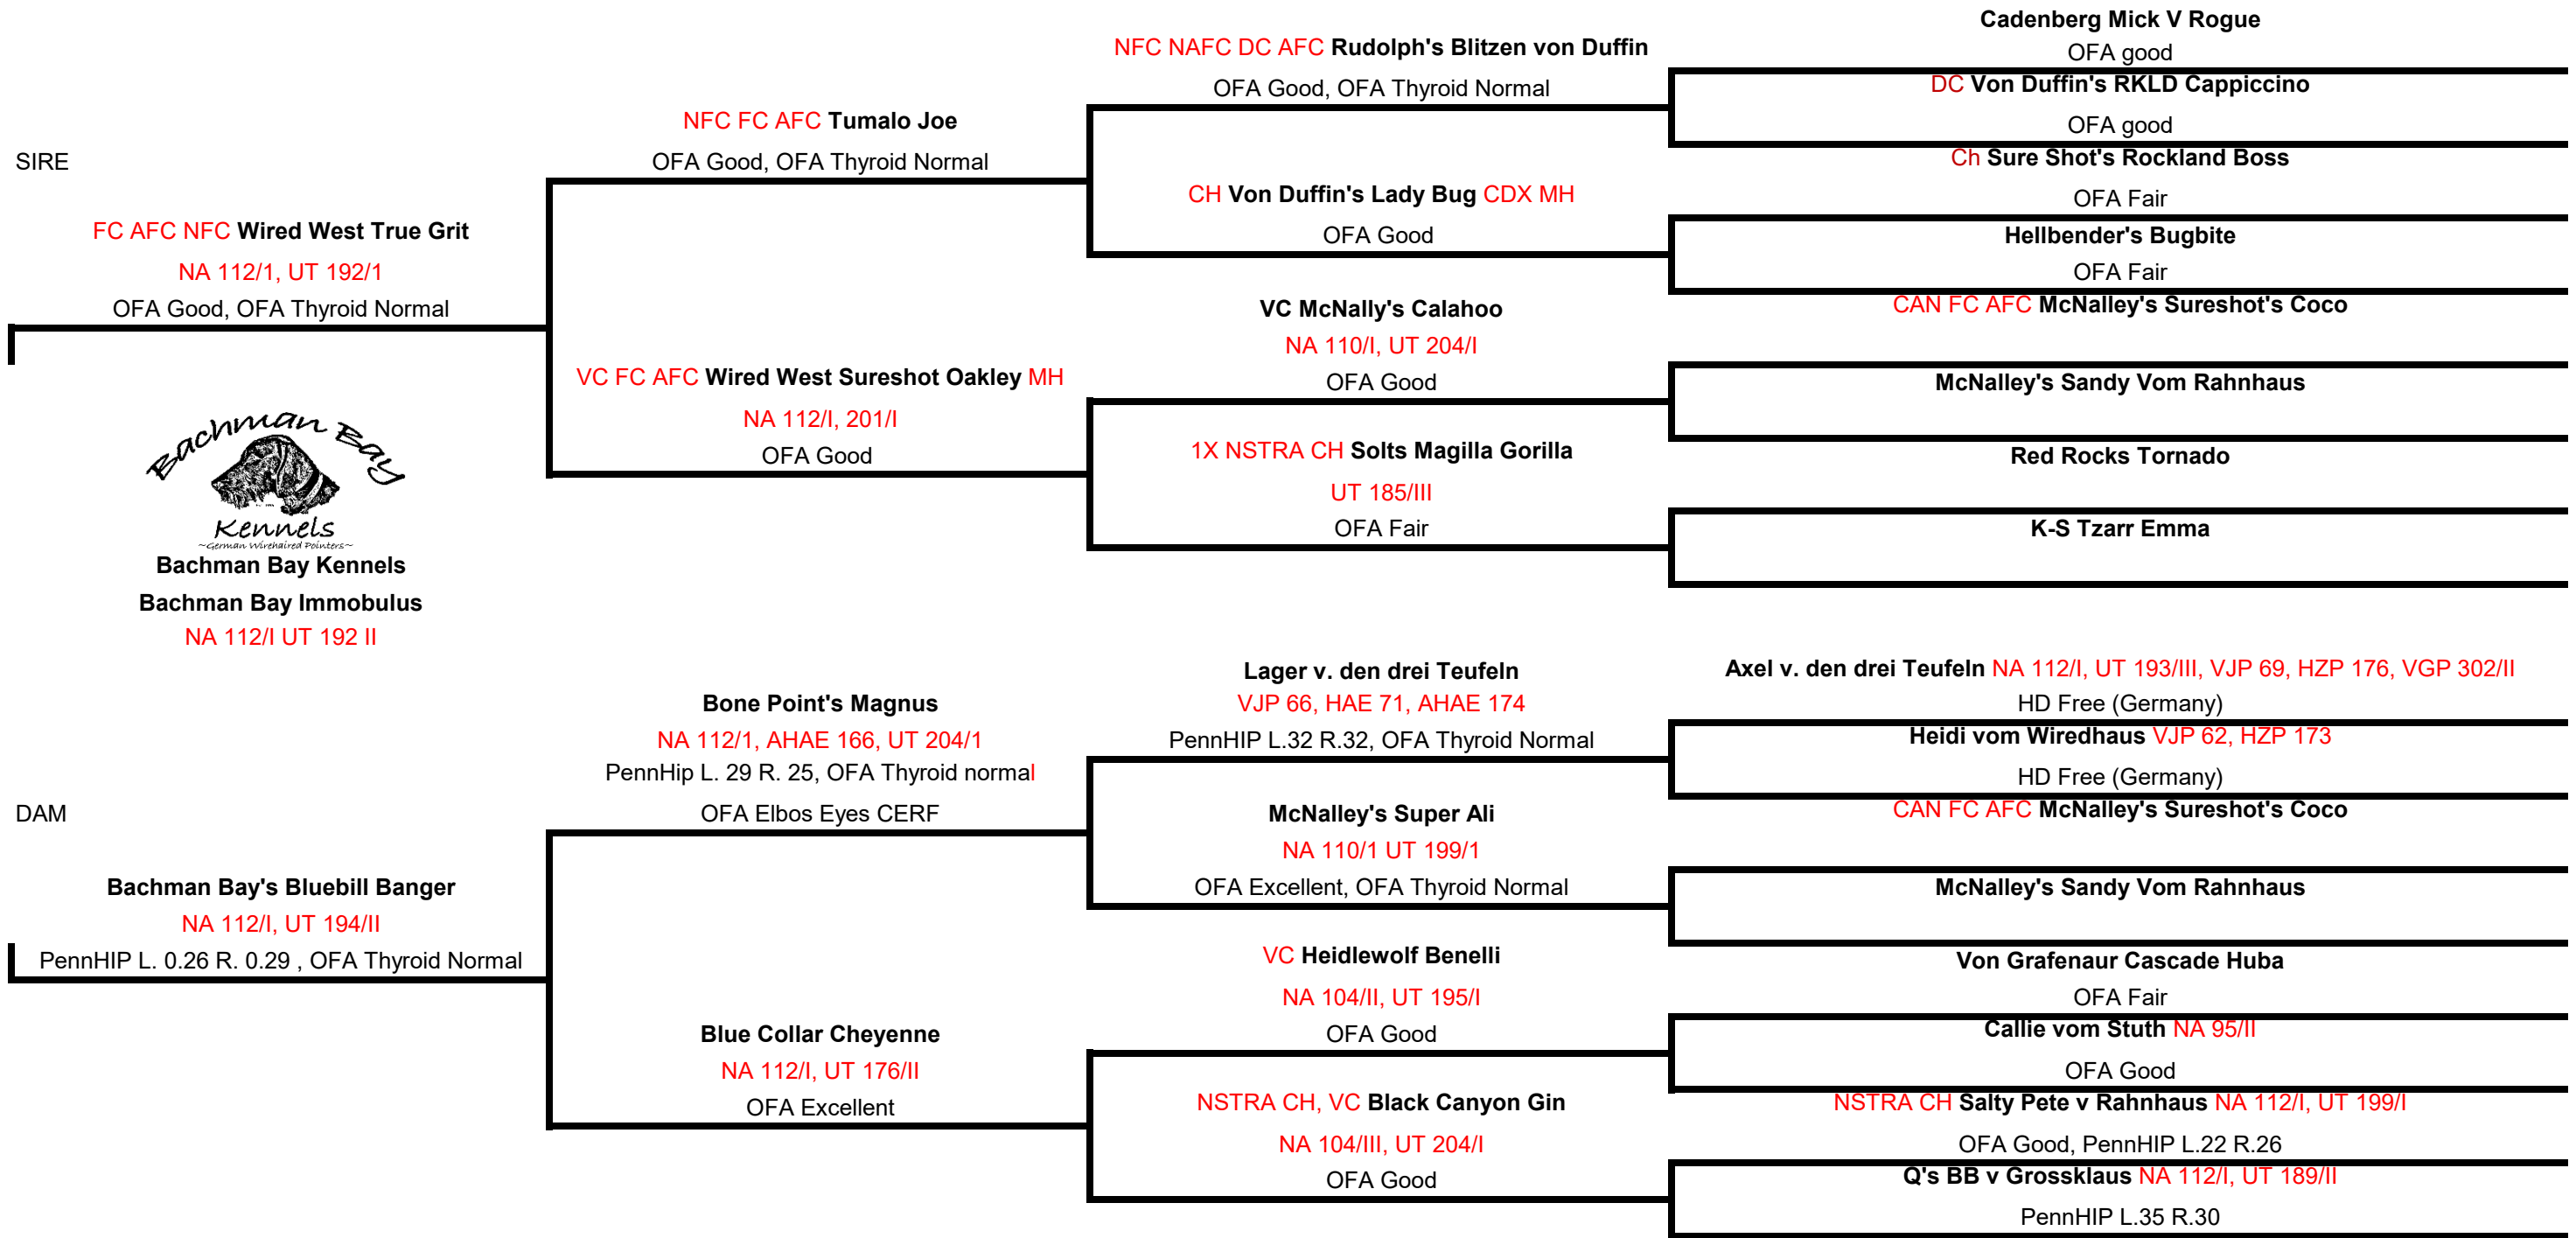 SIRE
FC AFC NFC Wired West True Grit
NA 112/1, UT 192/1
OFA Good, OFA Thyroid Normal
Bachman Bay
Kennels
~German Wirehaired Pointers~
Bachman Bay Kennels
Bachman Bay Immobulus
NA 112/I UT 192 II
DAM
Bachman Bay's Bluebill Banger
NA 112/I, UT 194/II
PennHIP L. 0.26 R. 0.29 , OFA Thyroid Normal
NFC FC AFC Tumalo Joe
OFA Good, OFA Thyroid Normal
VC FC AFC Wired West Sureshot Oakley MH
NA 112/I, 201/I
OFA Good
Bone Point's Magnus
NA 112/1, AHAE 166, UT 204/1
PennHip L. 29 R. 25, OFA Thyroid normal
OFA Elbos Eyes CERF
Blue Collar Cheyenne
NA 112/I, UT 176/II
OFA Excellent
NFC NAFC DC AFC Rudolph's Blitzen von Duffin
OFA Good, OFA Thyroid Normal
CH Von Duffin's Lady Bug CDX MH
OFA Good
VC McNally's Calahoo
NA 110/I, UT 204/I
OFA Good
1X NSTRA CH Solts Magilla Gorilla
UT 185/III
OFA Fair
Lager v. den drei Teufeln
VJP 66, HAE 71, AHAE 174
PennHIP L.32 R.32, OFA Thyroid Normal
McNalley's Super Ali
NA 110/1 UT 199/1
OFA Excellent, OFA Thyroid Normal
VC Heidlewolf Benelli
NA 104/II, UT 195/I
OFA Good
NSTRA CH, VC Black Canyon Gin
NA 104/III, UT 204/I
OFA Good
Cadenberg Mick V Rogue
OFA good
DC Von Duffin's RKLD Cappiccino
OFA good
Ch Sure Shot's Rockland Boss
OFA Fair
Hellbender's Bugbite
OFA Fair
CAN FC AFC McNalley's Sureshot's Coco
McNalley's Sandy Vom Rahnhaus
Red Rocks Tornado
K-S Tzarr Emma
Axel v. den drei Teufeln NA 112/I, UT 193/III, VJP 69, HZP 176, VGP 302/II
HD Free (Germany)
Heidi vom Wiredhaus VJP 62, HZP 173
HD Free (Germany)
CAN FC AFC McNalley's Sureshot's Coco
McNalley's Sandy Vom Rahnhaus
Von Grafenaur Cascade Huba
OFA Fair
Callie vom Stuth NA 95/II
OFA Good
NSTRA CH Salty Pete v Rahnhaus NA 112/I, UT 199/I
OFA Good, PennHIP L.22 R.26
Q's BB v Grossklaus NA 112/I, UT 189/II
PennHIP L.35 R.30